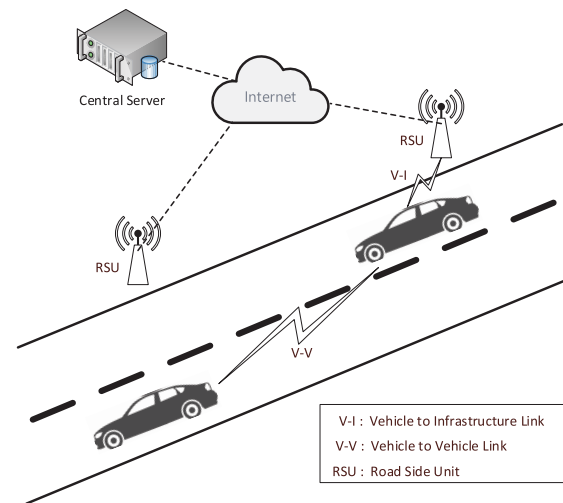 Central Server
Internet
RSU
V-I
RSU
V-V
V-I : Vehicle to Infrastructure Link
V-V : Vehicle to Vehicle Link
RSU : Road Side Unit